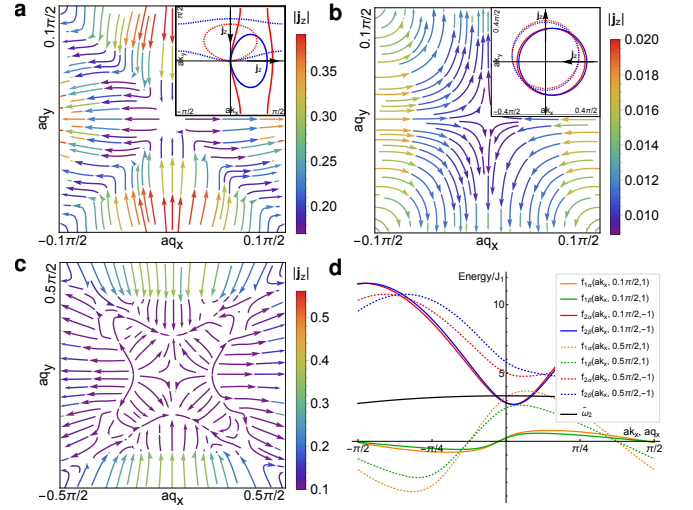 a
|j_z|
0.1π/2
aq_y
−0.1π/2
aq_x
0.1π/2
0.35
0.30
0.25
0.20
π/2
ak_y
j_z
j_z
−π/2
ak_x
π/2
b
|j_z|
0.1π/2
aq_y
−0.1π/2
aq_x
0.1π/2
0.020
0.018
0.016
0.014
0.012
0.010
0.4π/2
ak_y
j_z
j_z
−0.4π/2
ak_x
0.4π/2
c
|j_z|
0.5π/2
aq_y
−0.5π/2
aq_x
0.5π/2
0.5
0.4
0.3
0.2
0.1
d
Energy/J_1
10
5
−π/2
−π/4
π/4
π/2
ak_x, aq_x
f_1α(ak_x, 0.1π/2,1)
f_1β(ak_x, 0.1π/2,1)
f_2α(ak_x, 0.1π/2,−1)
f_2β(ak_x, 0.1π/2,−1)
f_1α(ak_x, 0.5π/2,1)
f_1β(ak_x, 0.5π/2,1)
f_2α(ak_x, 0.5π/2,−1)
f_2β(ak_x, 0.5π/2,−1)
ω̃_2